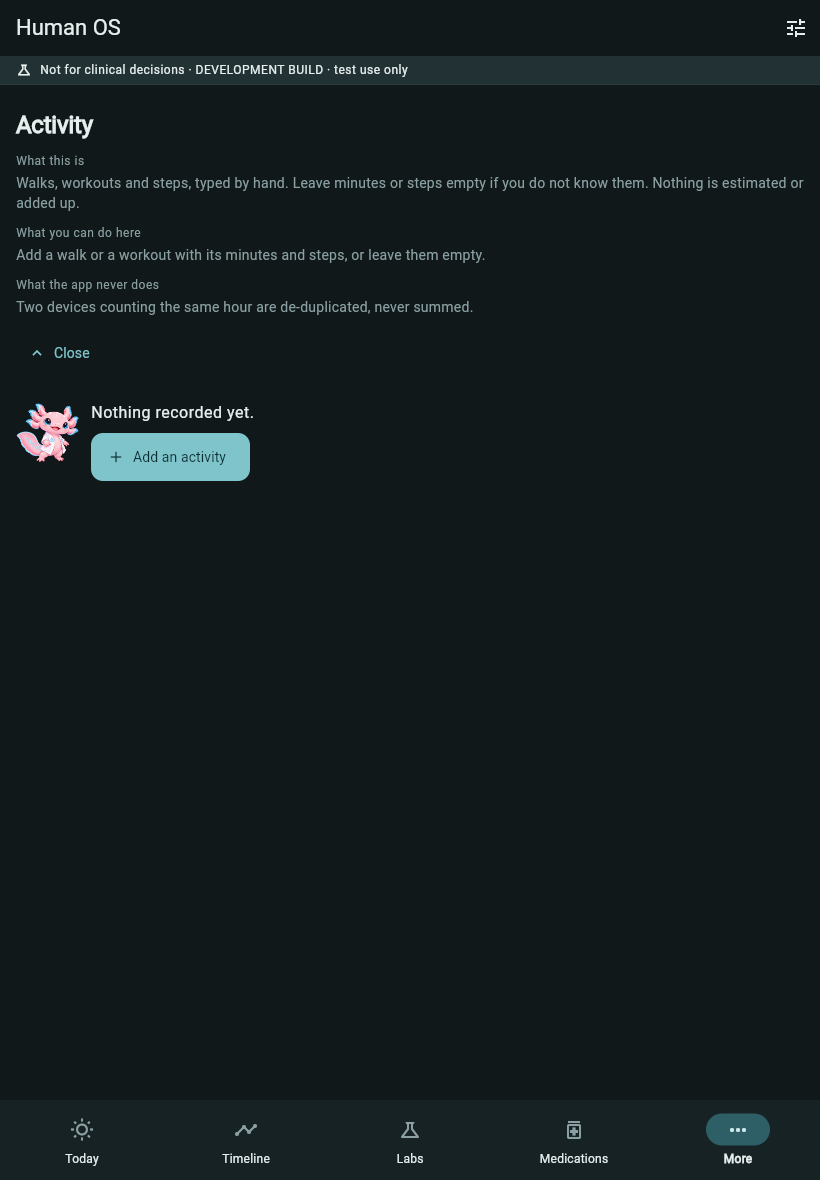 Human OS
Not for clinical decisions · DEVELOPMENT BUILD · test use only
Activity
What this is
Walks, workouts and steps, typed by hand. Leave minutes or steps empty if you do not know them. Nothing is estimated or
added up.
What you can do here
Add a walk or a workout with its minutes and steps, or leave them empty.
What the app never does
Two devices counting the same hour are de-duplicated, never summed.
Close
Nothing recorded yet.
Add an activity
Today
Timeline
Labs
Medications
More